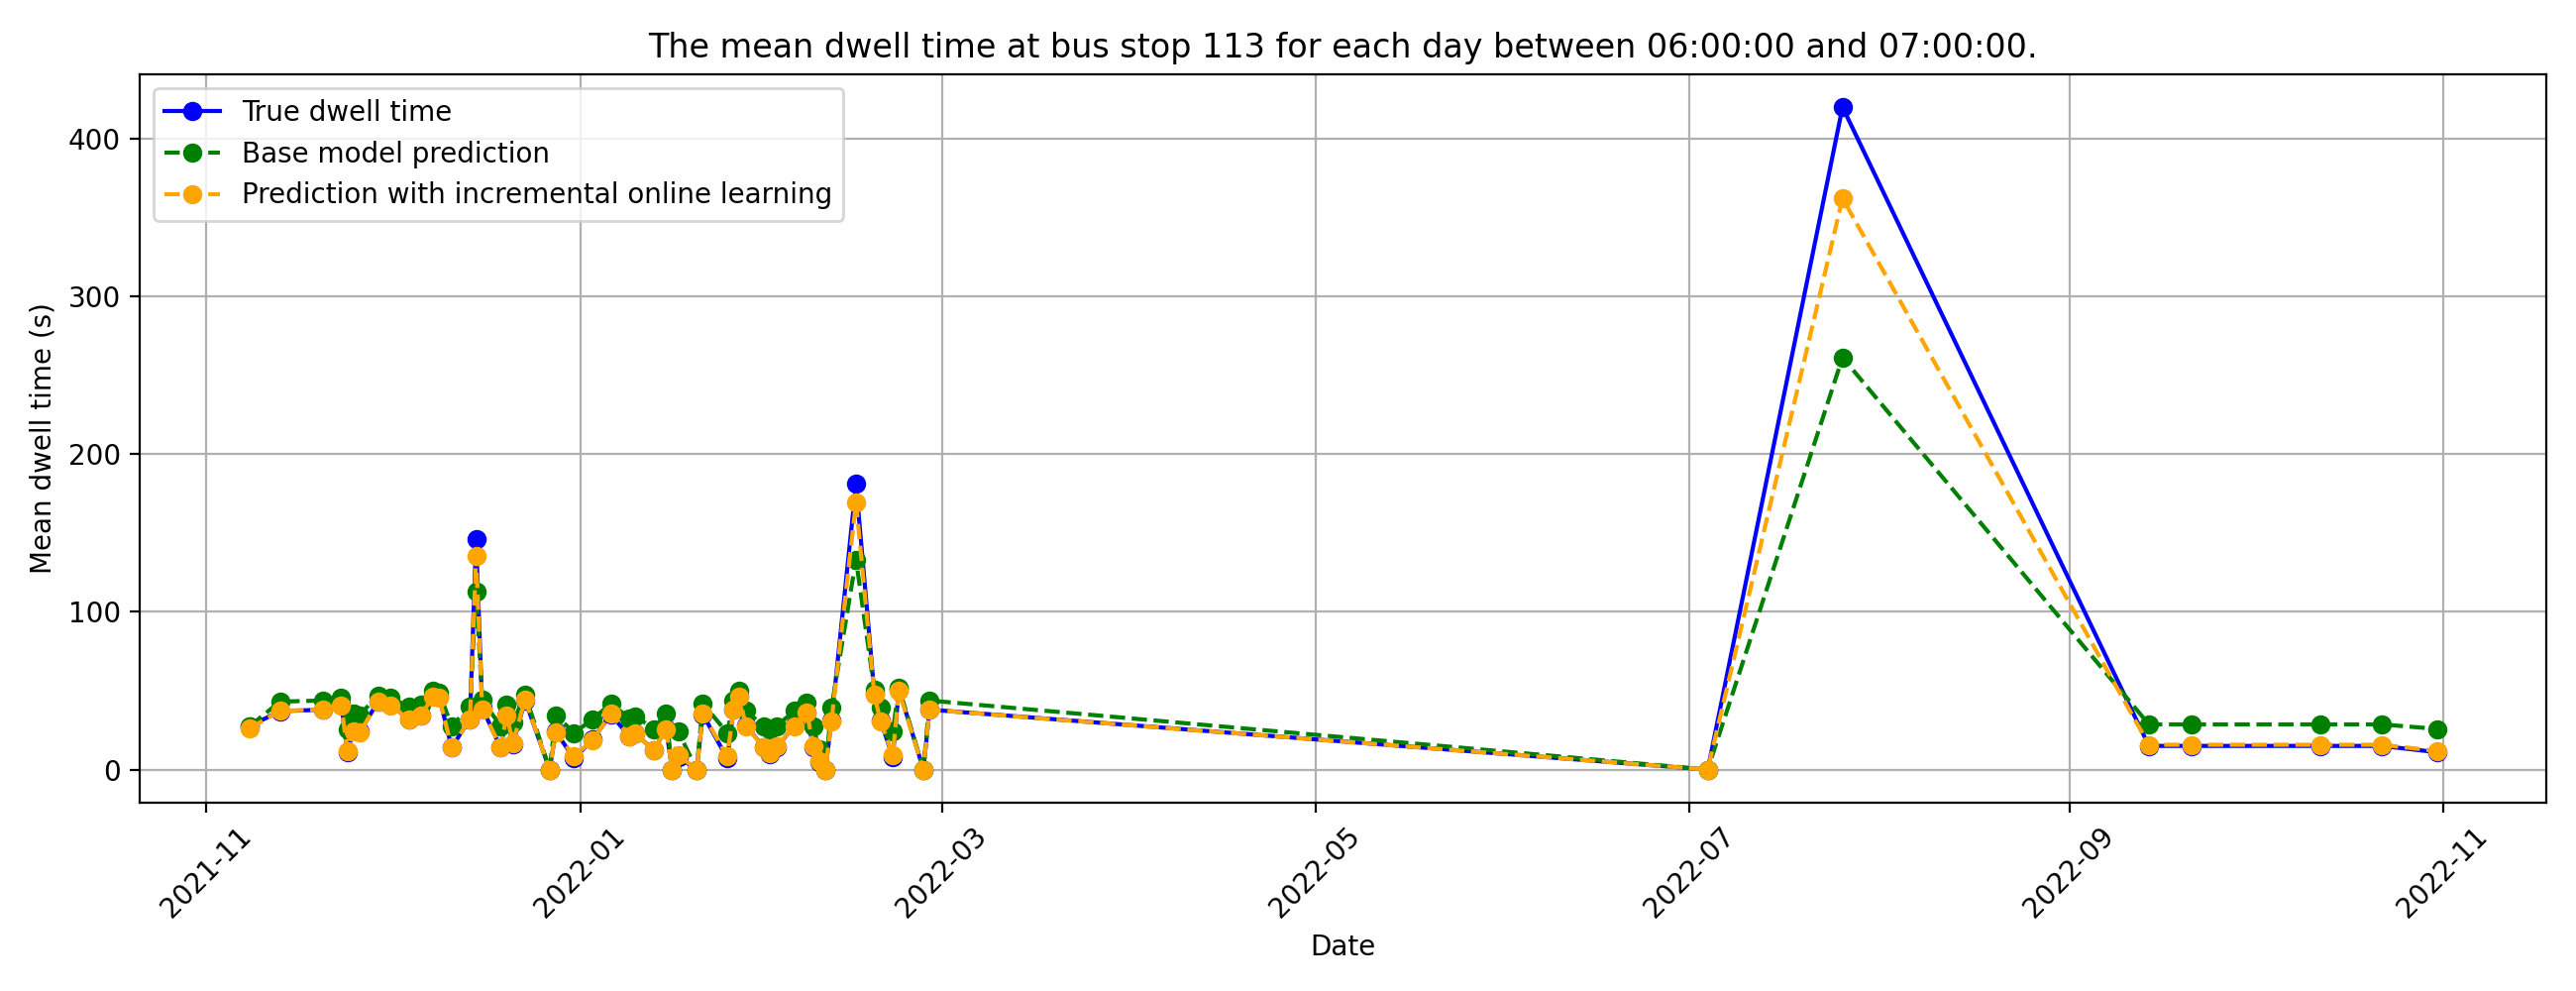 The mean dwell time at bus stop 113 for each day between 06:00:00 and 07:00:00.
True dwell time
Base model prediction
Prediction with incremental online learning
Mean dwell time (s)
400
300
200
100
0
2021-11
2022-01
2022-03
2022-05
2022-07
2022-09
2022-11
Date